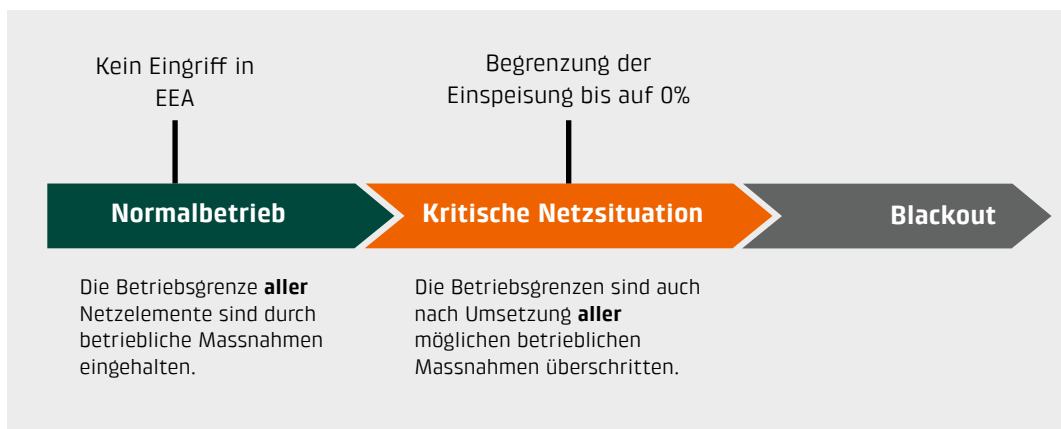 Kein Eingriff in
EEA
Begrenzung der
Einspeisung bis auf 0%
Normalbetrieb
Kritische Netzsituation
Blackout
Die Betriebsgrenze aller
Netzelemente sind durch
betriebliche Massnahmen
eingehalten.
Die Betriebsgrenzen sind auch
nach Umsetzung aller
möglichen betrieblichen
Massnahmen überschritten.